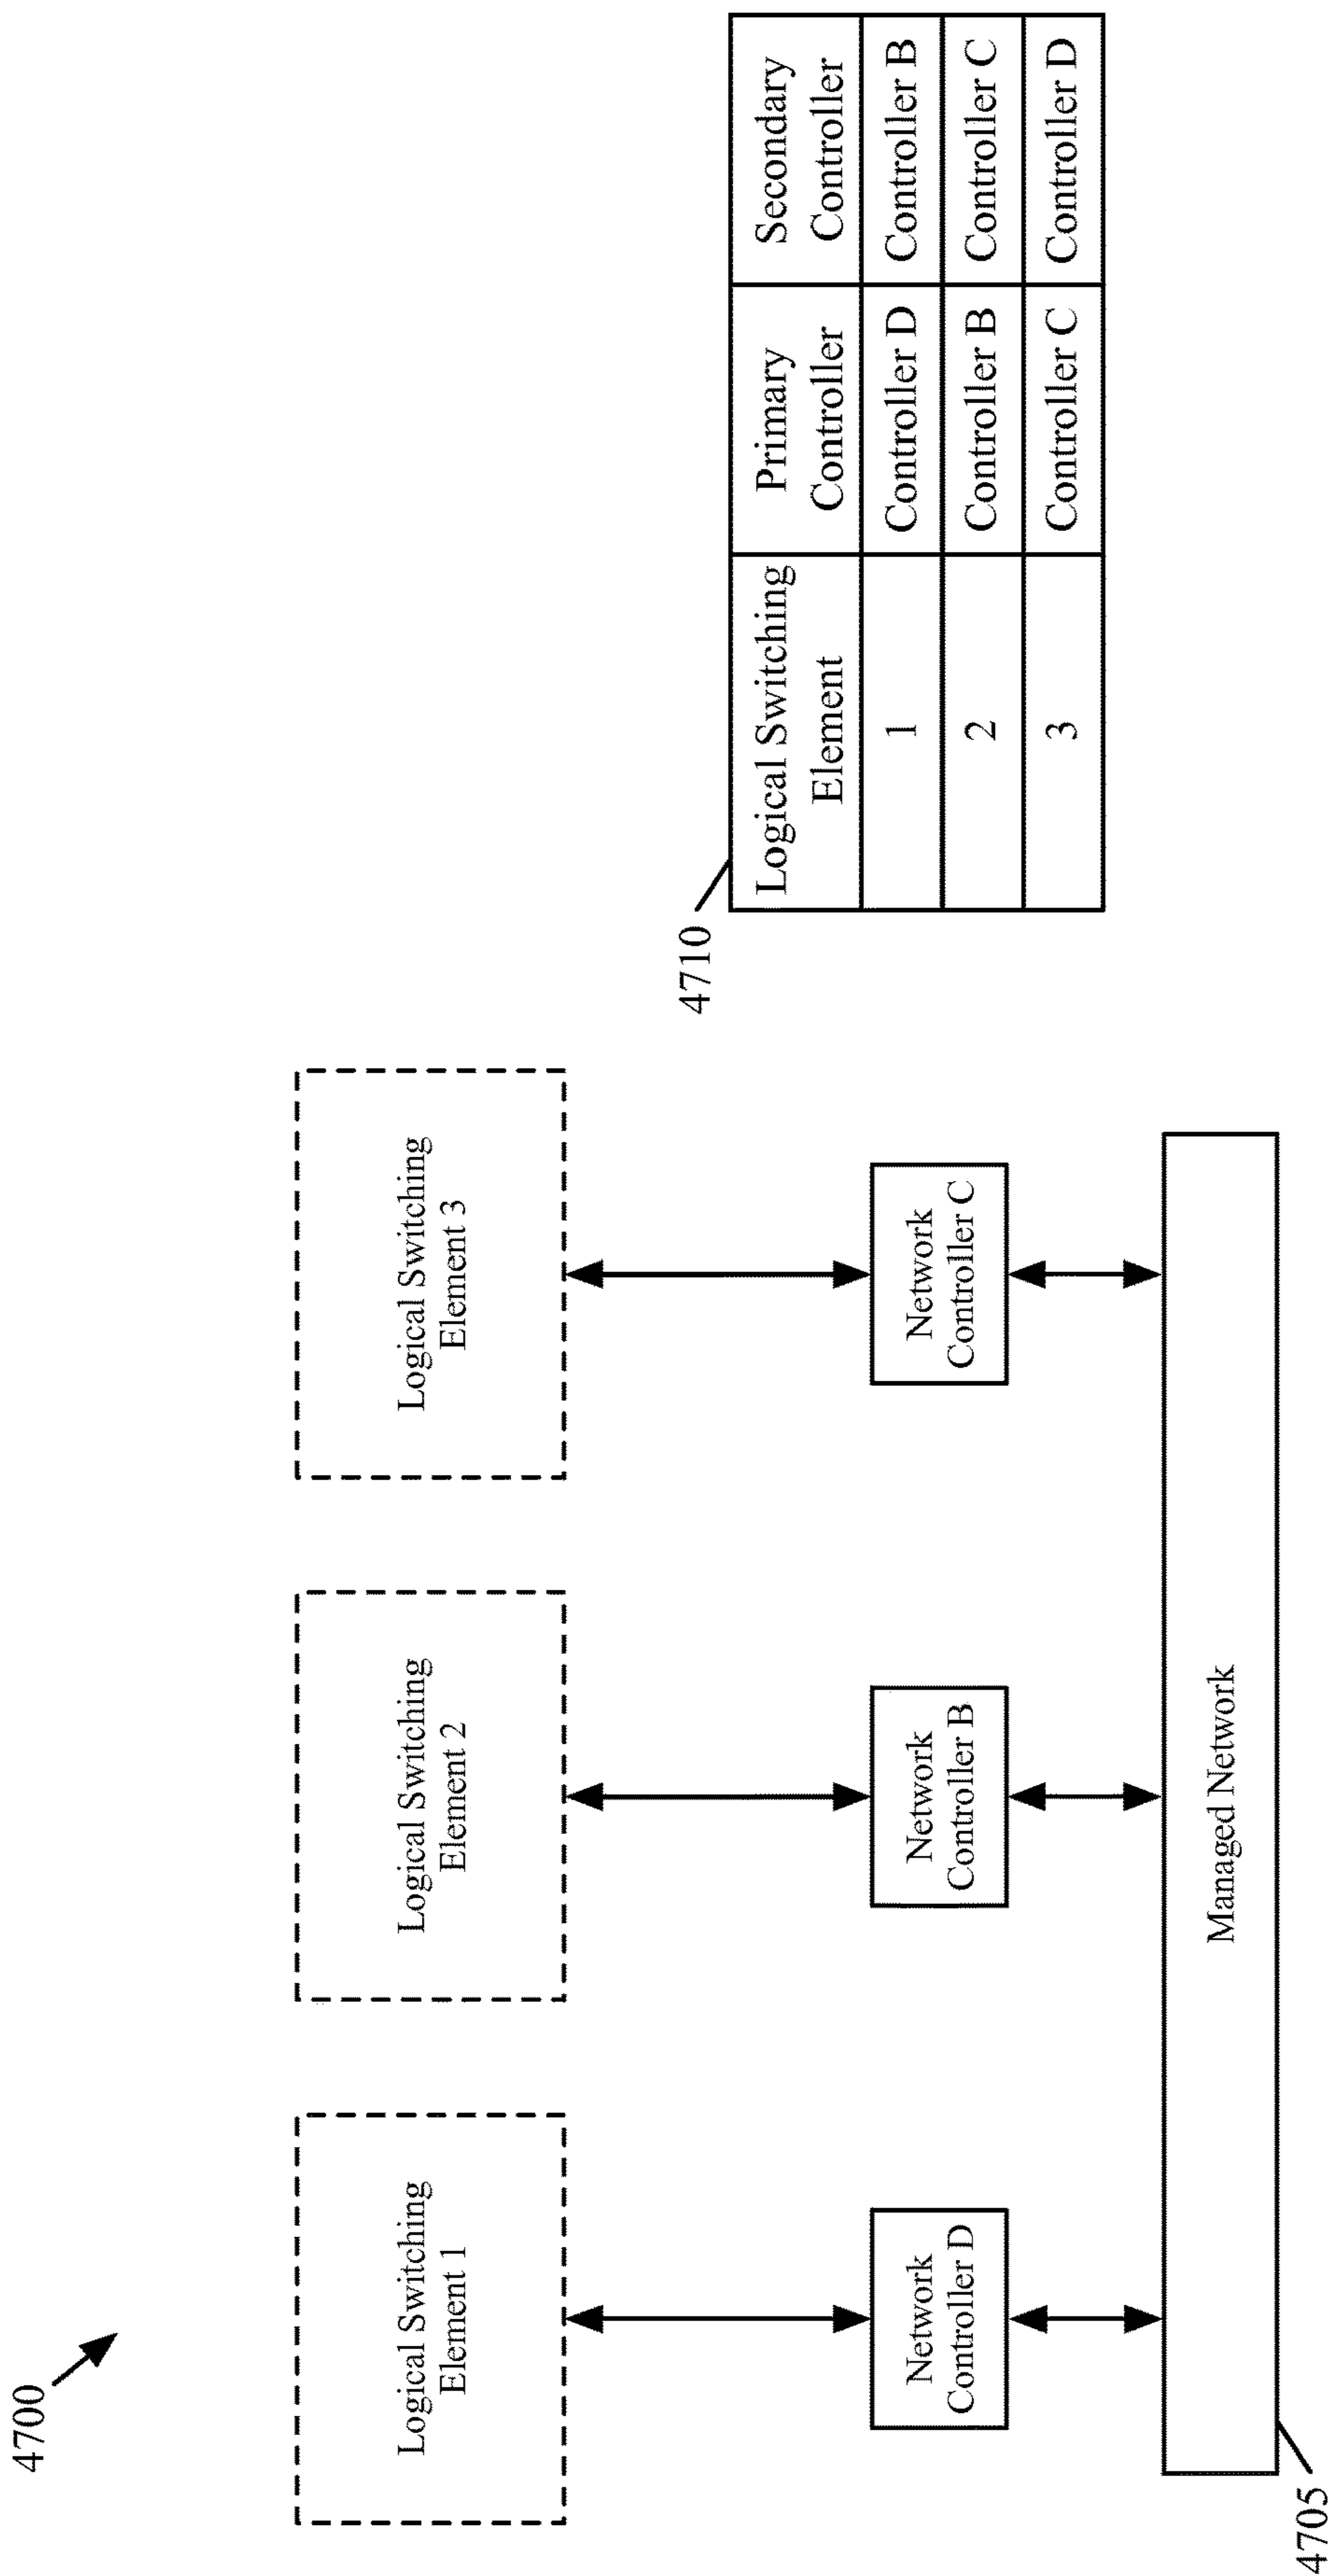 4700
Logical Switching
Element 1
Logical Switching
Element 2
Logical Switching
Element 3
Network
Controller D
Network
Controller B
Network
Controller C
Managed Network
4705
4710
Logical Switching
Element
Primary
Controller
Secondary
Controller
1 Controller D Controller B
2 Controller B Controller C
3 Controller C Controller D